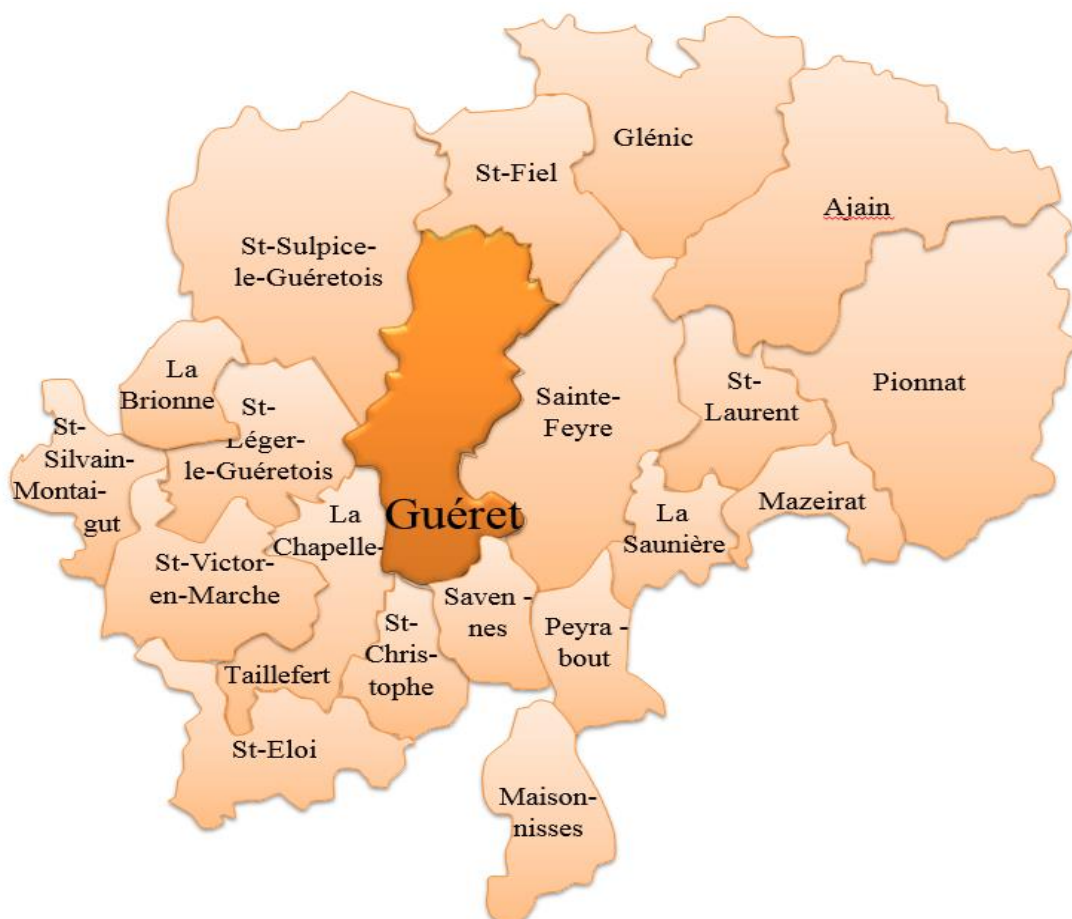 Glénic
St-Fiel
Ajain
St-Sulpice-
le-Guéretois
La
Brionne
St-
Léger-
le-Guéretois
St-
Silvain-
Montai-
gut
Sainte-
Feyre
St-
Laurent
Pionnat
Mazeirat
La
Saunière
Guéret
La
Chapelle-
Taillefert
St-Victor-
en-Marche
St-
Chris-
tophe
Saven -
nes
Peyra -
bout
St-Eloi
Maison-
nisses